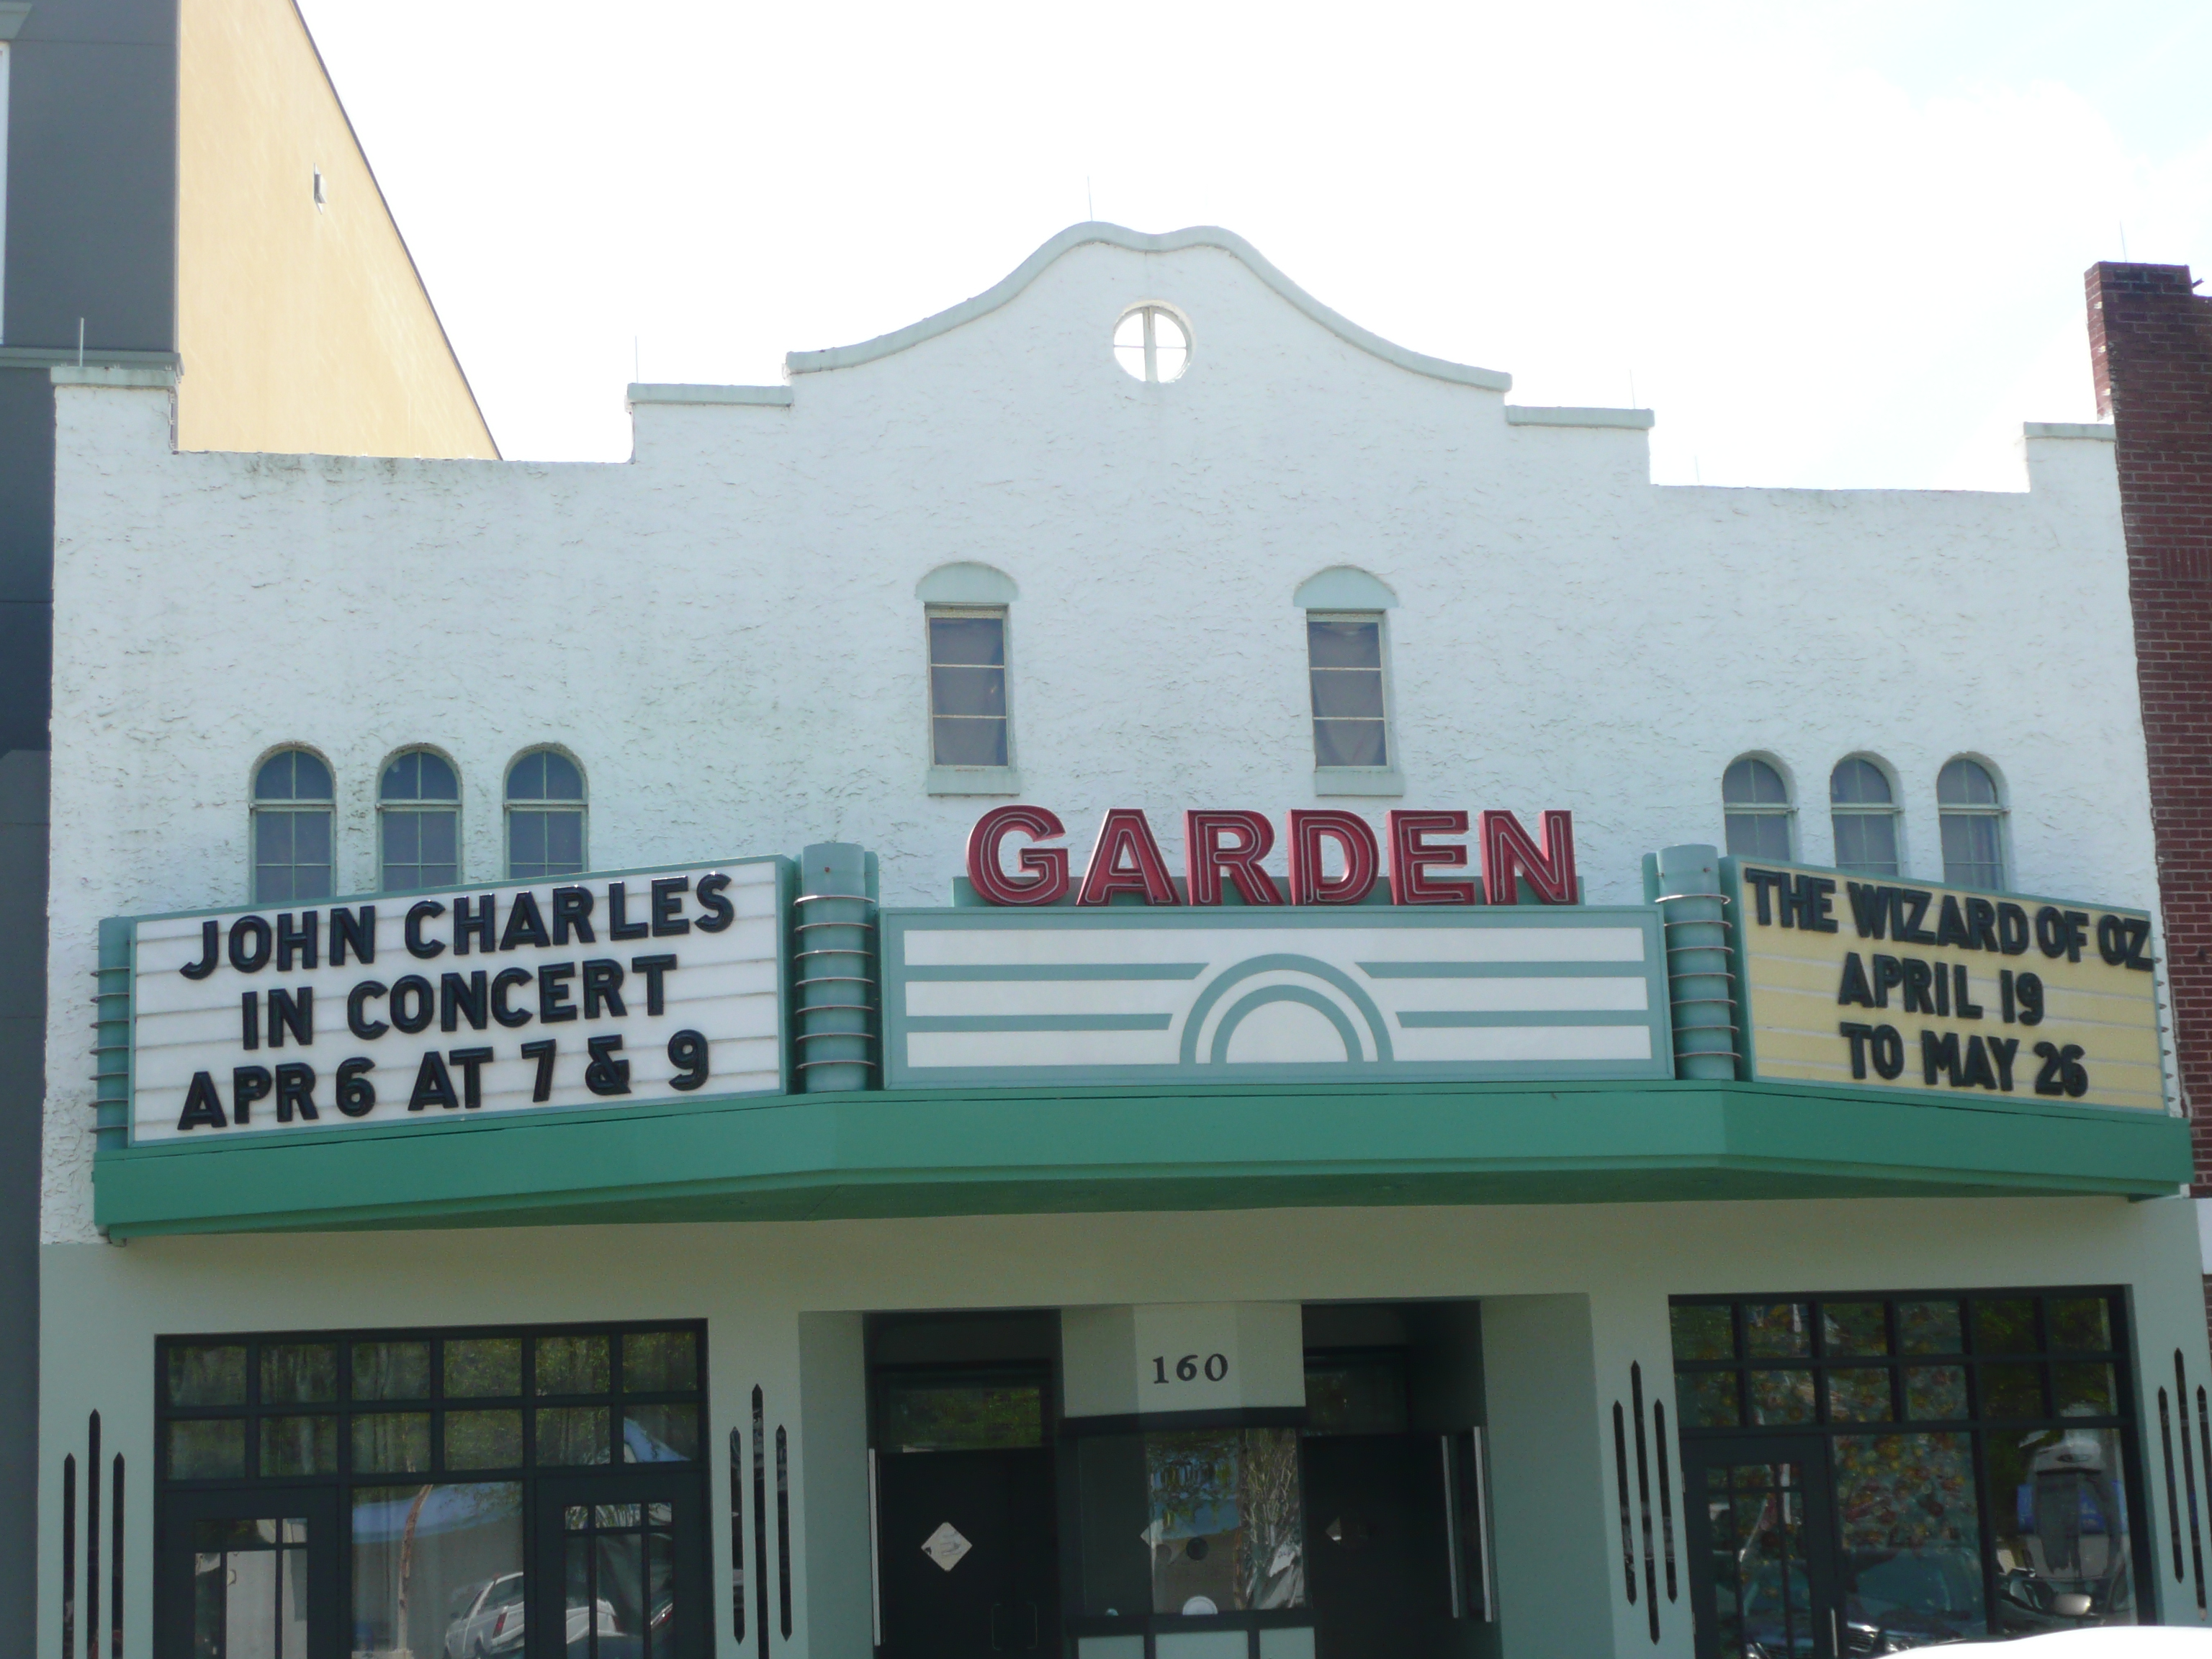 GARDEN
JOHN CHARLES
IN CONCERT
APR 6 AT 7 & 9
THE WIZARD OF OZ
APRIL 19
TO MAY 26
160